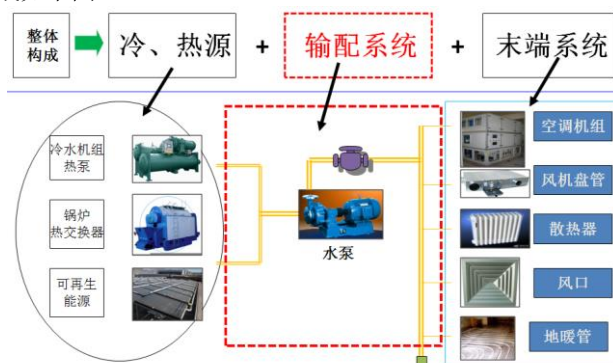 整体
构成
冷、热源
+
输配系统
+
末端系统
冷水机组
热泵
锅炉
热交换器
可再生
能源
水泵
空调机组
风机盘管
散热器
风口
地暖管